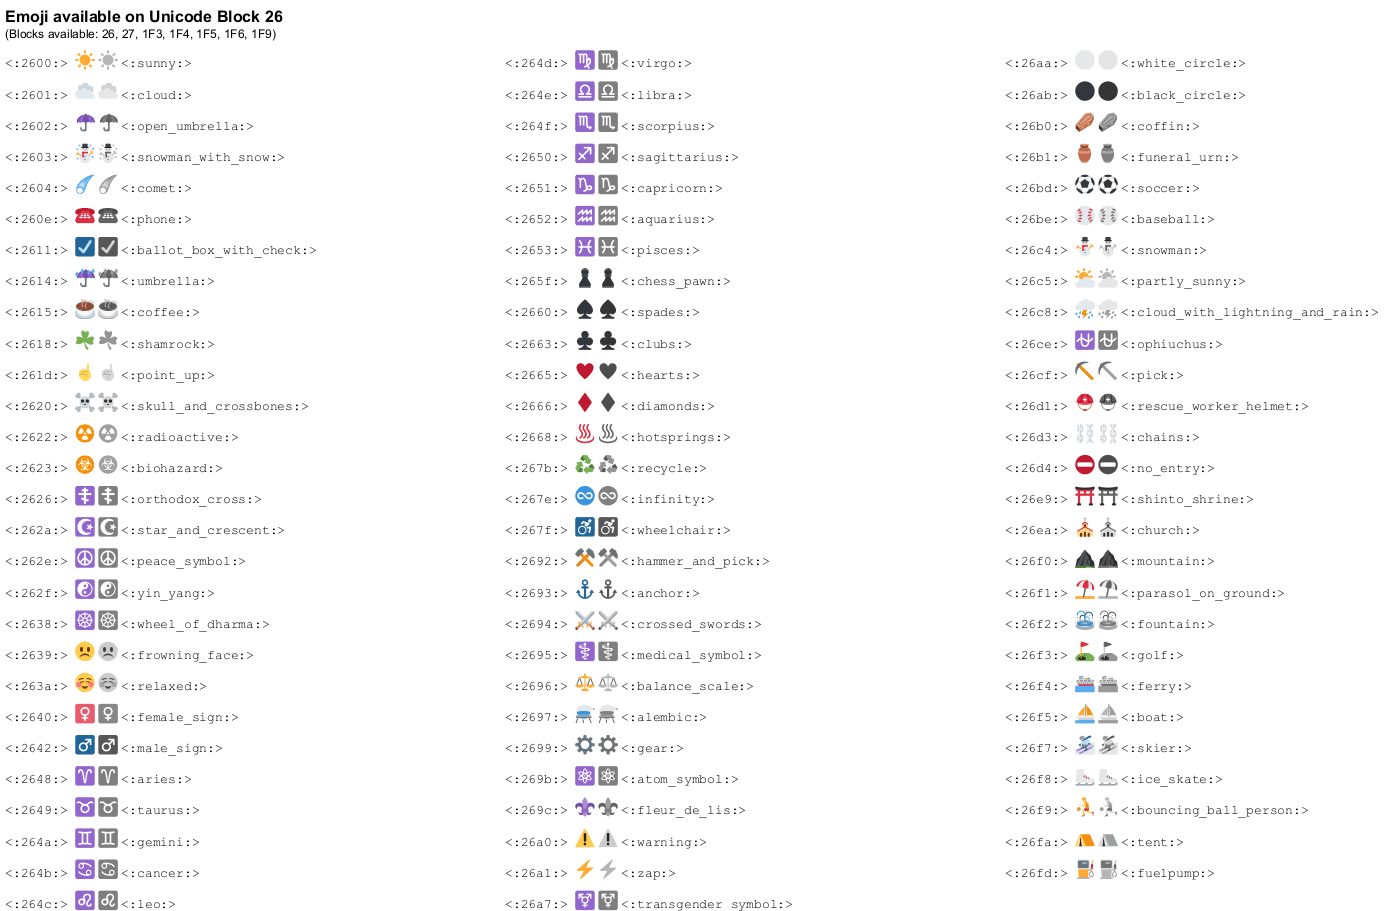 Emoji available on Unicode Block 26
(Blocks available: 26, 27, 1F3, 1F4, 1F5, 1F6, 1F9)
<:2600:> <:sunny:>
<:2601:> <:cloud:>
<:2602:> <:open_umbrella:>
<:2603:> <:snowman_with_snow:>
<:2604:> <:comet:>
<:260e:> <:phone:>
<:2611:> <:ballot_box_with_check:>
<:2614:> <:umbrella:>
<:2615:> <:coffee:>
<:2618:> <:shamrock:>
<:261d:> <:point_up:>
<:2620:> <:skull_and_crossbones:>
<:2622:> <:radioactive:>
<:2623:> <:biohazard:>
<:2626:> <:orthodox_cross:>
<:262a:> <:star_and_crescent:>
<:262e:> <:peace_symbol:>
<:262f:> <:yin_yang:>
<:2638:> <:wheel_of_dharma:>
<:2639:> <:frowning_face:>
<:263a:> <:relaxed:>
<:2640:> <:female_sign:>
<:2642:> <:male_sign:>
<:2648:> <:aries:>
<:2649:> <:taurus:>
<:264a:> <:gemini:>
<:264b:> <:cancer:>
<:264c:> <:leo:>
<:264d:> <:virgo:>
<:264e:> <:libra:>
<:264f:> <:scorpius:>
<:2650:> <:sagittarius:>
<:2651:> <:capricorn:>
<:2652:> <:aquarius:>
<:2653:> <:pisces:>
<:265f:> <:chess_pawn:>
<:2660:> <:spades:>
<:2663:> <:clubs:>
<:2665:> <:hearts:>
<:2666:> <:diamonds:>
<:2668:> <:hotsprings:>
<:267b:> <:recycle:>
<:267e:> <:infinity:>
<:267f:> <:wheelchair:>
<:2692:> <:hammer_and_pick:>
<:2693:> <:anchor:>
<:2694:> <:crossed_swords:>
<:2695:> <:medical_symbol:>
<:2696:> <:balance_scale:>
<:2697:> <:alembic:>
<:2699:> <:gear:>
<:269b:> <:atom_symbol:>
<:269c:> <:fleur_de_lis:>
<:26a0:> <:warning:>
<:26a1:> <:zap:>
<:26a7:> <:transgender_symbol:>
<:26aa:> <:white_circle:>
<:26ab:> <:black_circle:>
<:26b0:> <:coffin:>
<:26b1:> <:funeral_urn:>
<:26bd:> <:soccer:>
<:26be:> <:baseball:>
<:26c4:> <:snowman:>
<:26c5:> <:partly_sunny:>
<:26c8:> <:cloud_with_lightning_and_rain:>
<:26ce:> <:ophiuchus:>
<:26cf:> <:pick:>
<:26d1:> <:rescue_worker_helmet:>
<:26d3:> <:chains:>
<:26d4:> <:no_entry:>
<:26e9:> <:shinto_shrine:>
<:26ea:> <:church:>
<:26f0:> <:mountain:>
<:26f1:> <:parasol_on_ground:>
<:26f2:> <:fountain:>
<:26f3:> <:golf:>
<:26f4:> <:ferry:>
<:26f5:> <:boat:>
<:26f7:> <:skier:>
<:26f8:> <:ice_skate:>
<:26f9:> <:bouncing_ball_person:>
<:26fa:> <:tent:>
<:26fd:> <:fuelpump:>